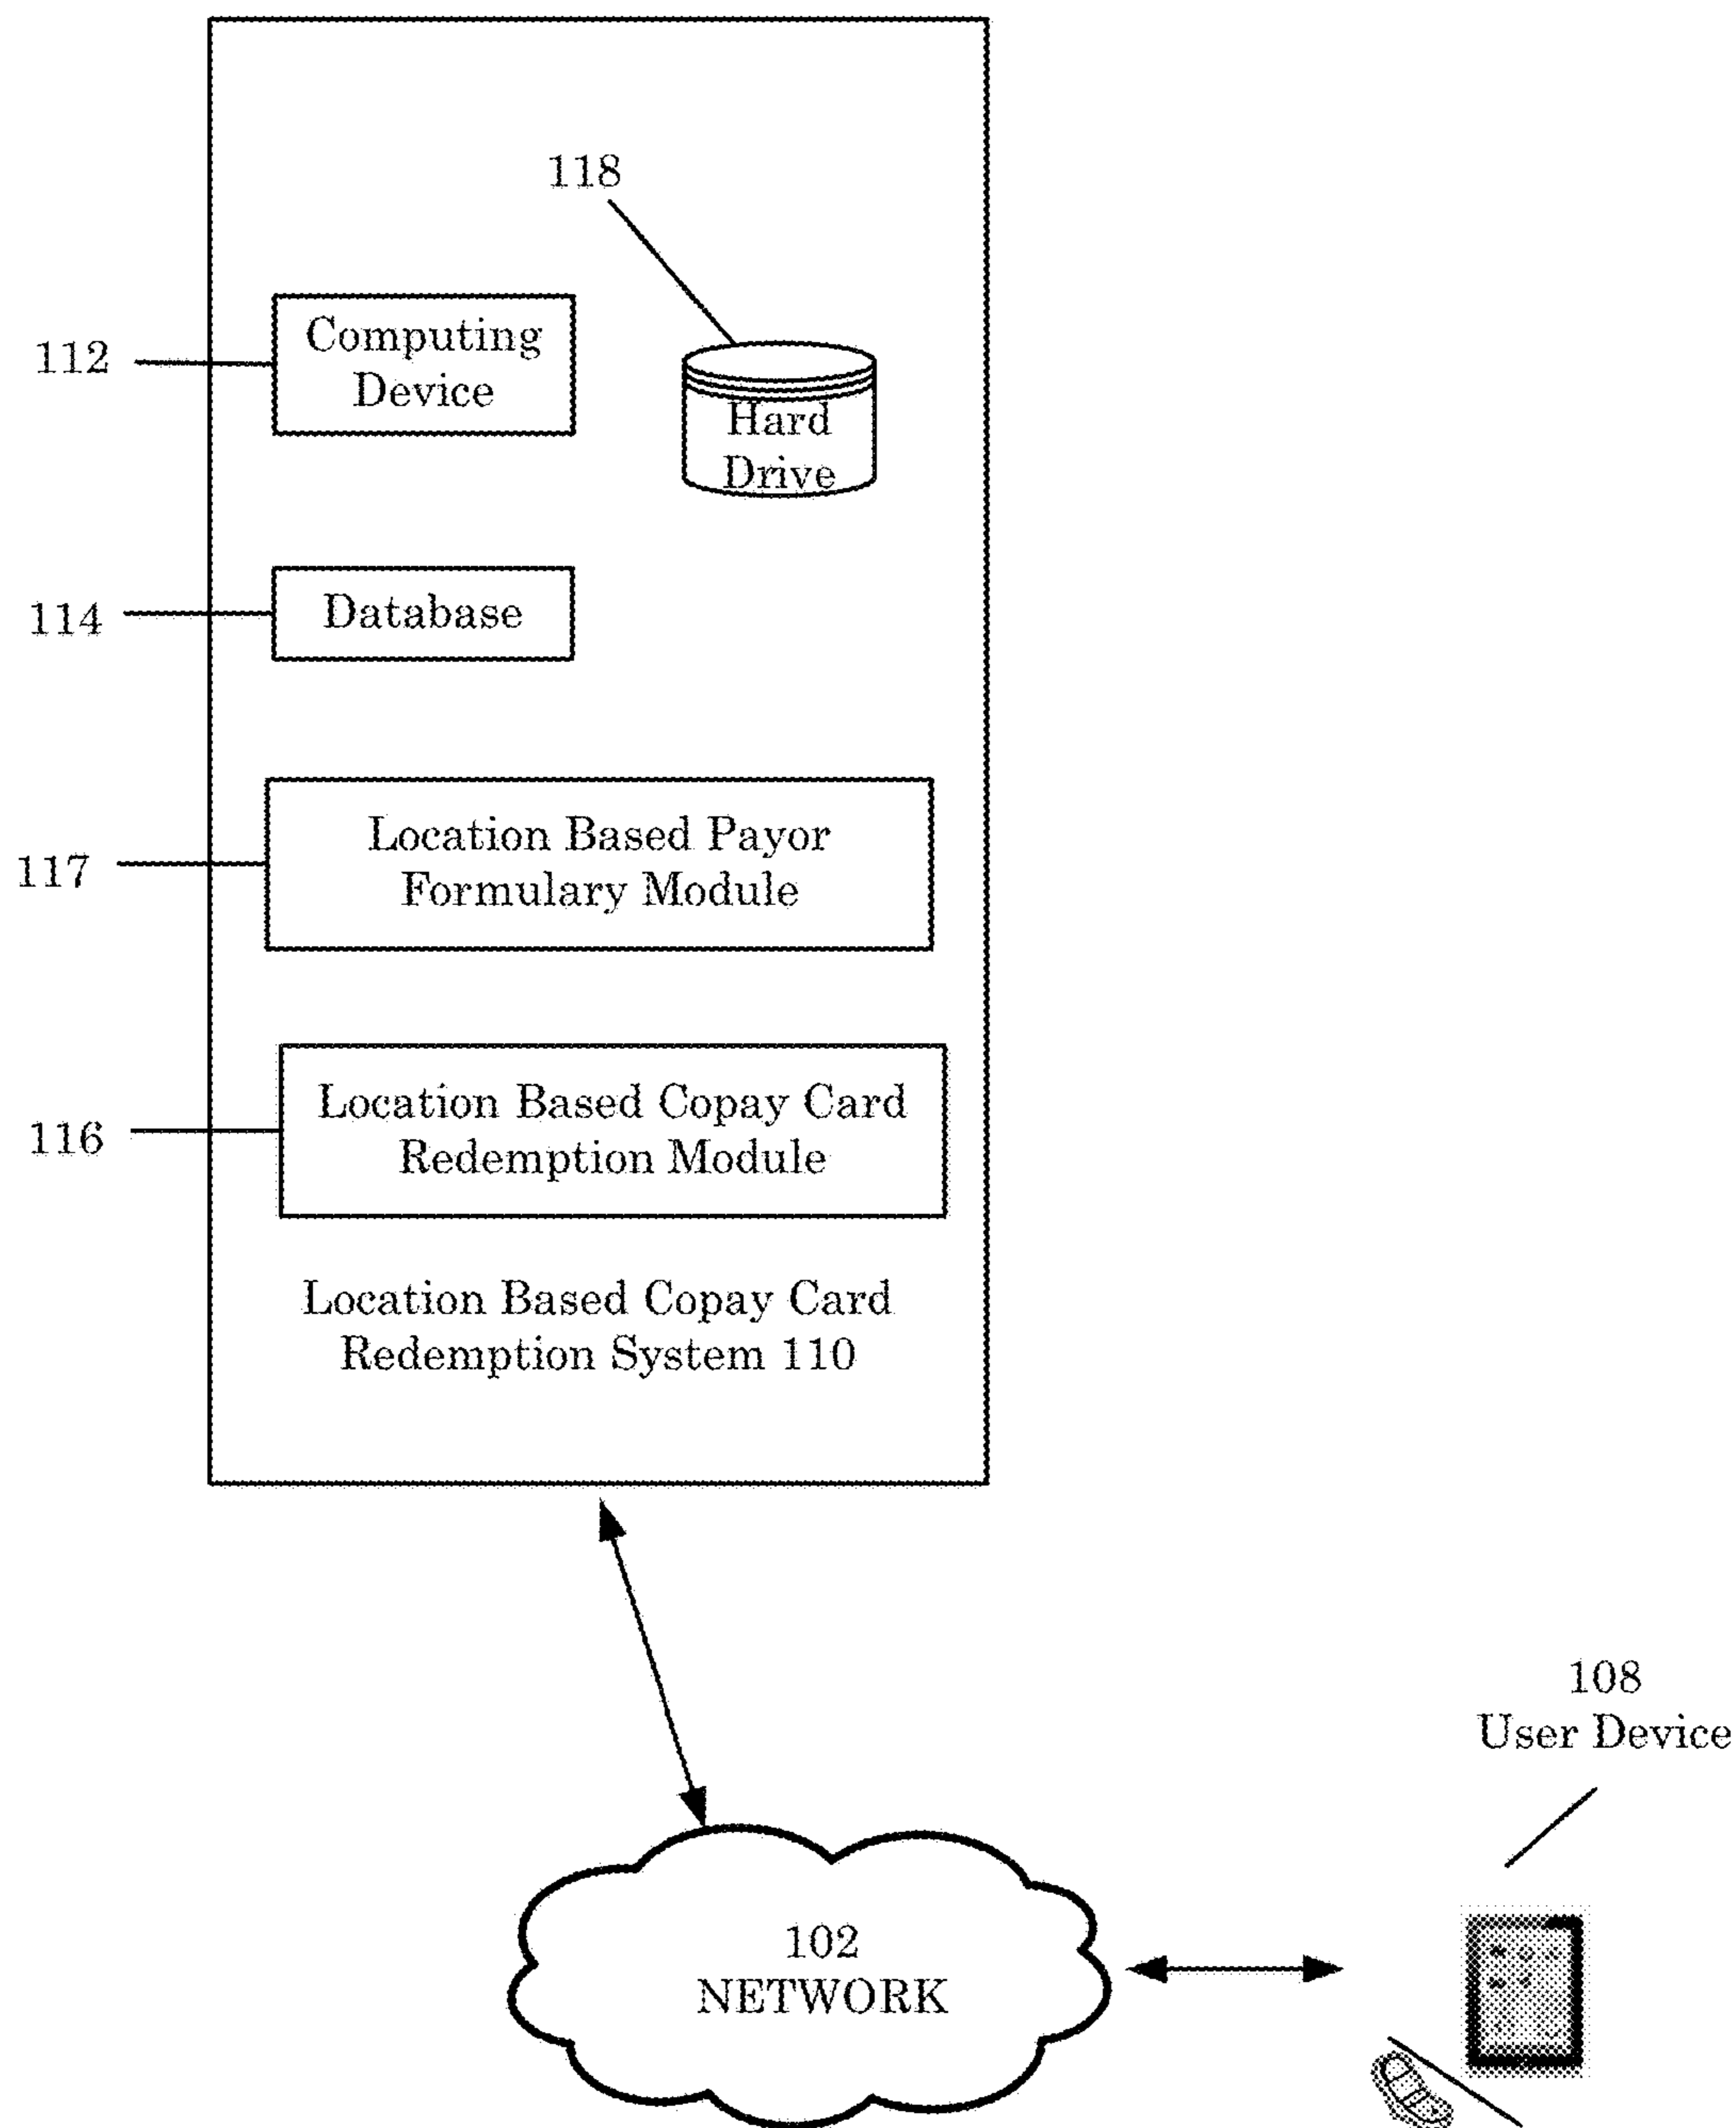 118
112
Computing
Device
Hard
Drive
114
Database
117
Location Based Payor
Formulary Module
116
Location Based Copay Card
Redemption Module
Location Based Copay Card
Redemption System 110
108
User Device
102
NETWORK